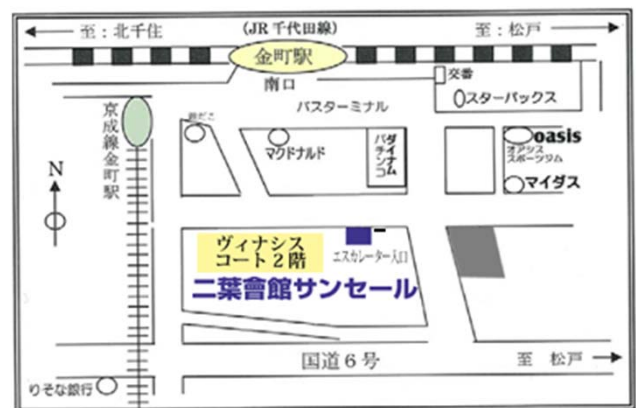 至：北千住
(JR千代田線)
至：松戸
金町駅
南口
交番
スターバックス
京成線金町駅
バスターミナル
銀だこ
マクドナルド
パチンコ
ダイナム
oasis
オアシス
スポーツジム
マイダス
N
ヴィナシス
コート2階
エスカレーター入口
二葉會館サンセール
国道6号
至 松戸
りそな銀行